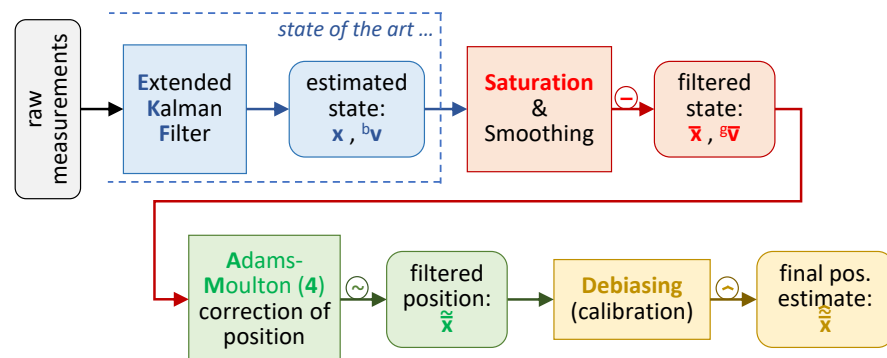 state of the art ...
raw
measurements
Extended
Kalman
Filter
estimated
state:
x , ᵇv
Saturation
&
Smoothing
−
filtered
state:
x̅ , ᵍv̅
Adams-
Moulton (4)
correction of
position
~
filtered
position:
x̅̃
Debiasing
(calibration)
⌢
final pos.
estimate:
x̅̃̂